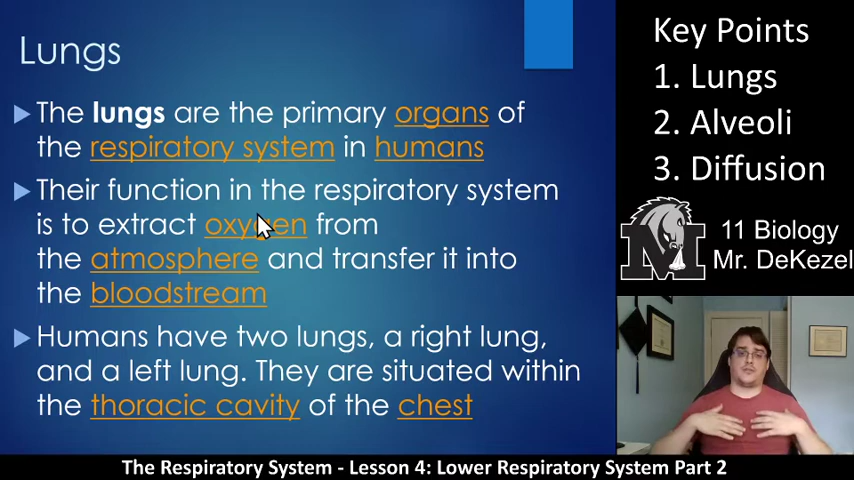 Lungs
The lungs are the primary organs of
the respiratory system in humans
Their function in the respiratory system
is to extract oxygen from
the atmosphere and transfer it into
the bloodstream
Humans have two lungs, a right lung,
and a left lung. They are situated within
the thoracic cavity of the chest
Key Points
1. Lungs
2. Alveoli
3. Diffusion
M
11 Biology
Mr. DeKezel
The Respiratory System - Lesson 4: Lower Respiratory System Part 2